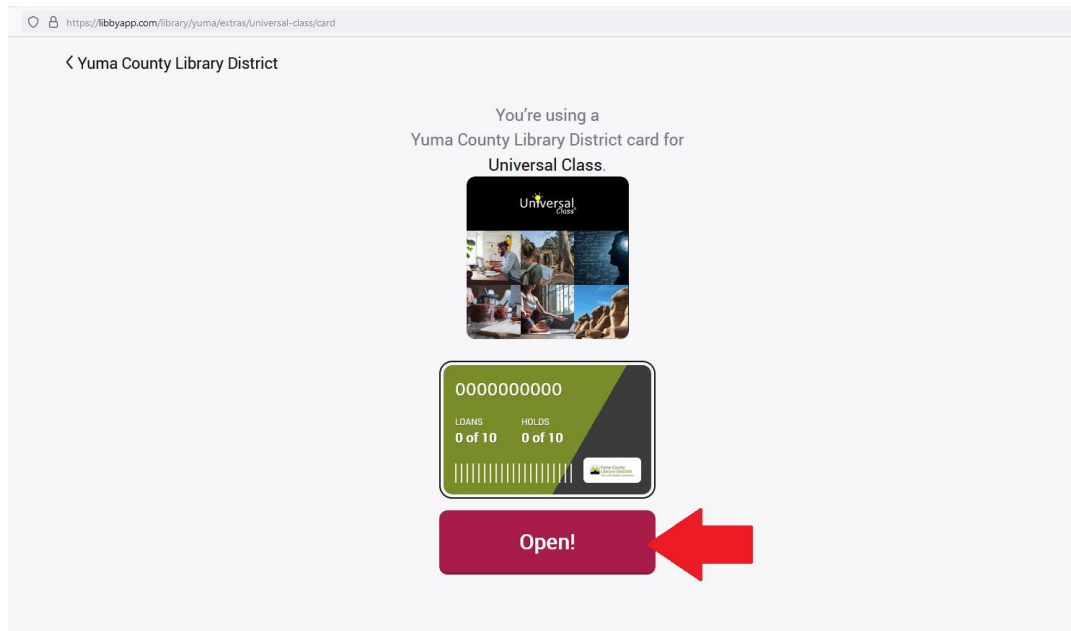 https://libbyapp.com/library/yuma/extras/universal-class/card
Yuma County Library District
You're using a
Yuma County Library District card for
Universal Class.
Universal
Class
0000000000
LOANS HOLDS
0 of 10 0 of 10
Yuma County
Library District
Open!